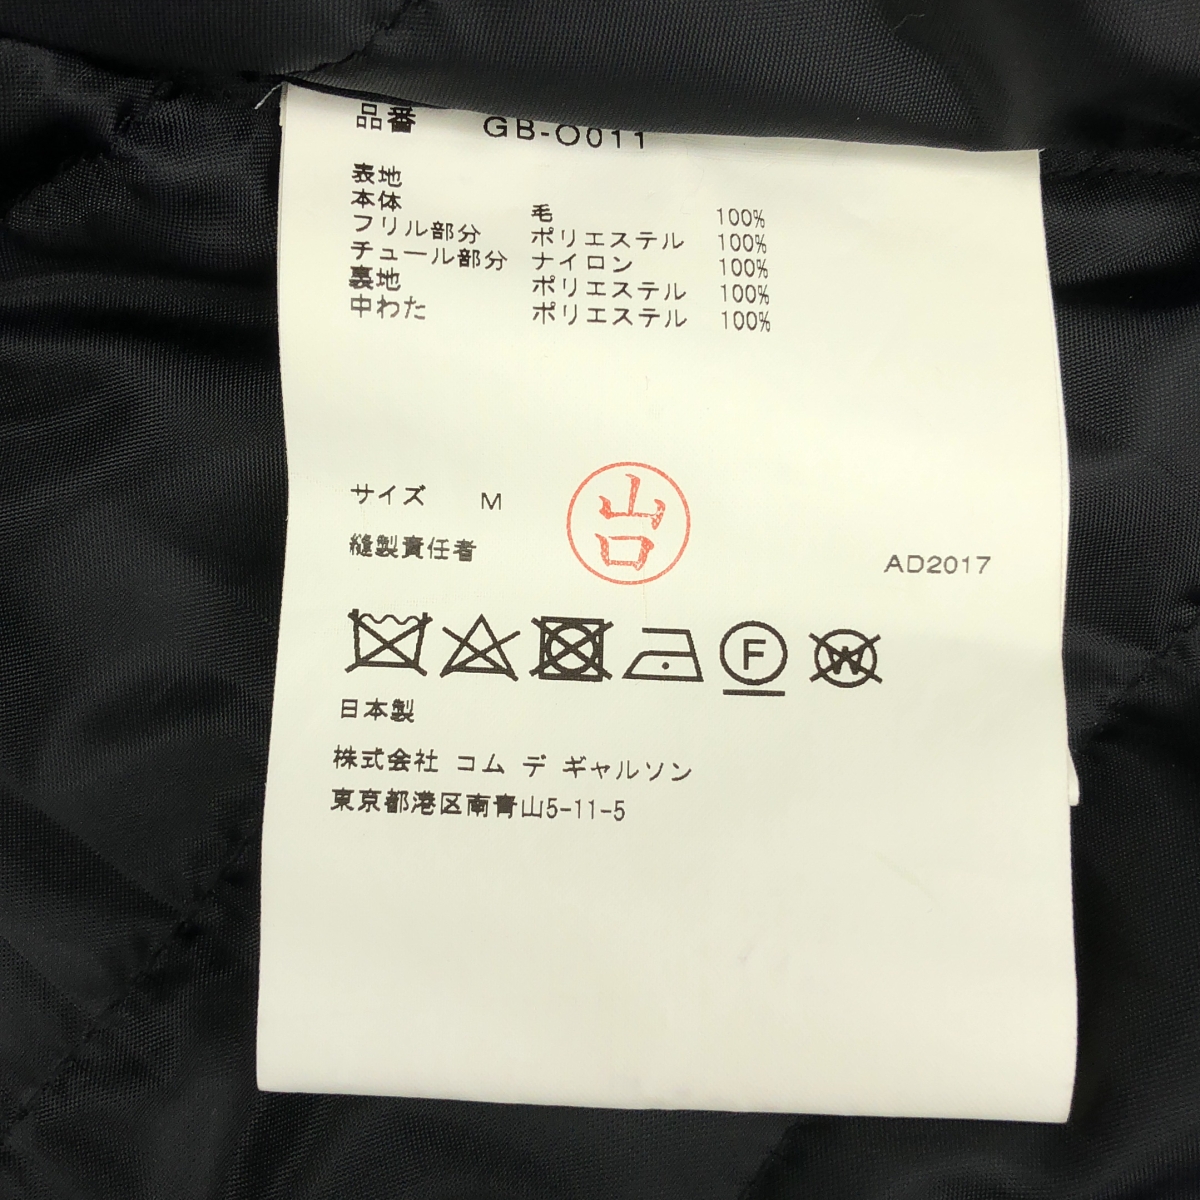 品番 GB-O011
表地
本体 毛 100%
フリル部分 ポリエステル 100%
チュール部分 ナイロン 100%
裏地 ポリエステル 100%
中わた ポリエステル 100%
サイズ M
山口
縫製責任者
AD2017
F W
日本製
株式会社 コム デ ギャルソン
東京都港区南青山5-11-5